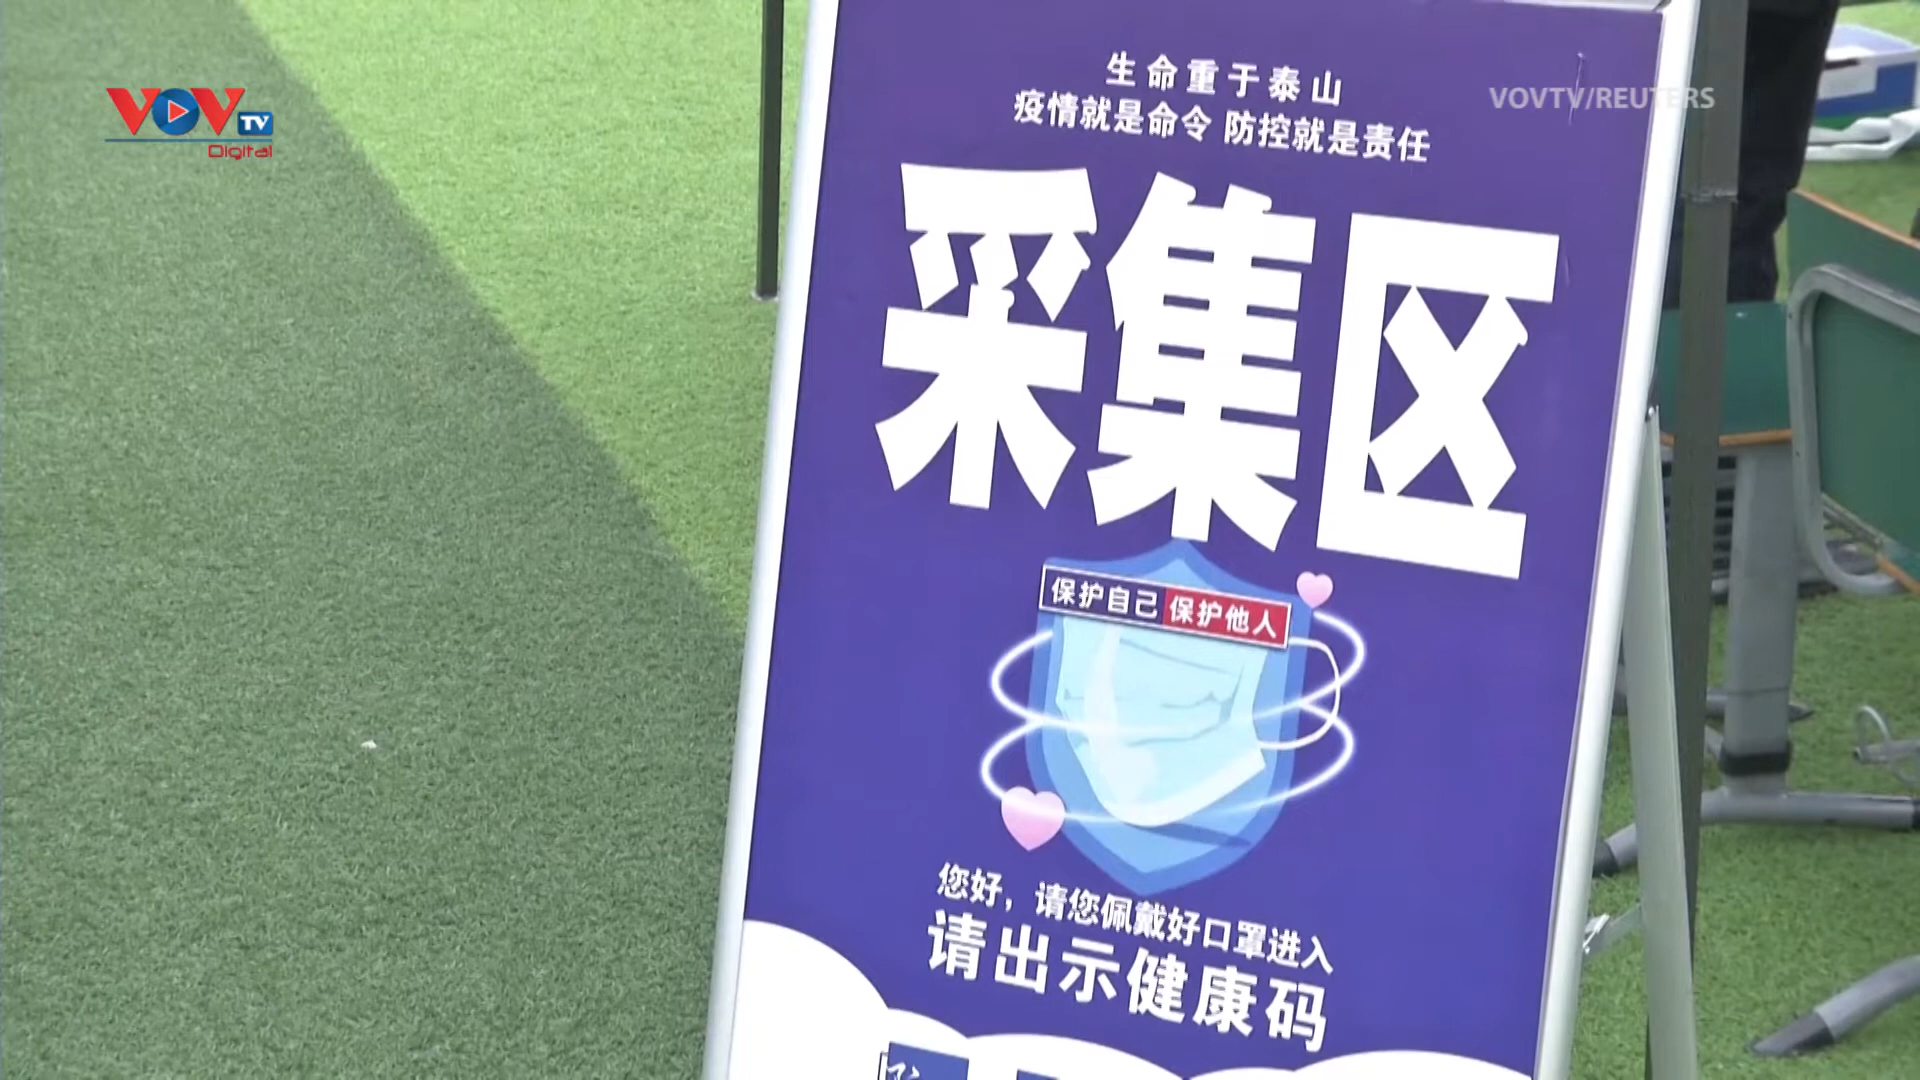 VOV TV
Digital
VOVTV/REUTERS
生命重于泰山
疫情就是命令 防控就是责任
采集区
保护自己 保护他人
您好，请您佩戴好口罩进入
请出示健康码